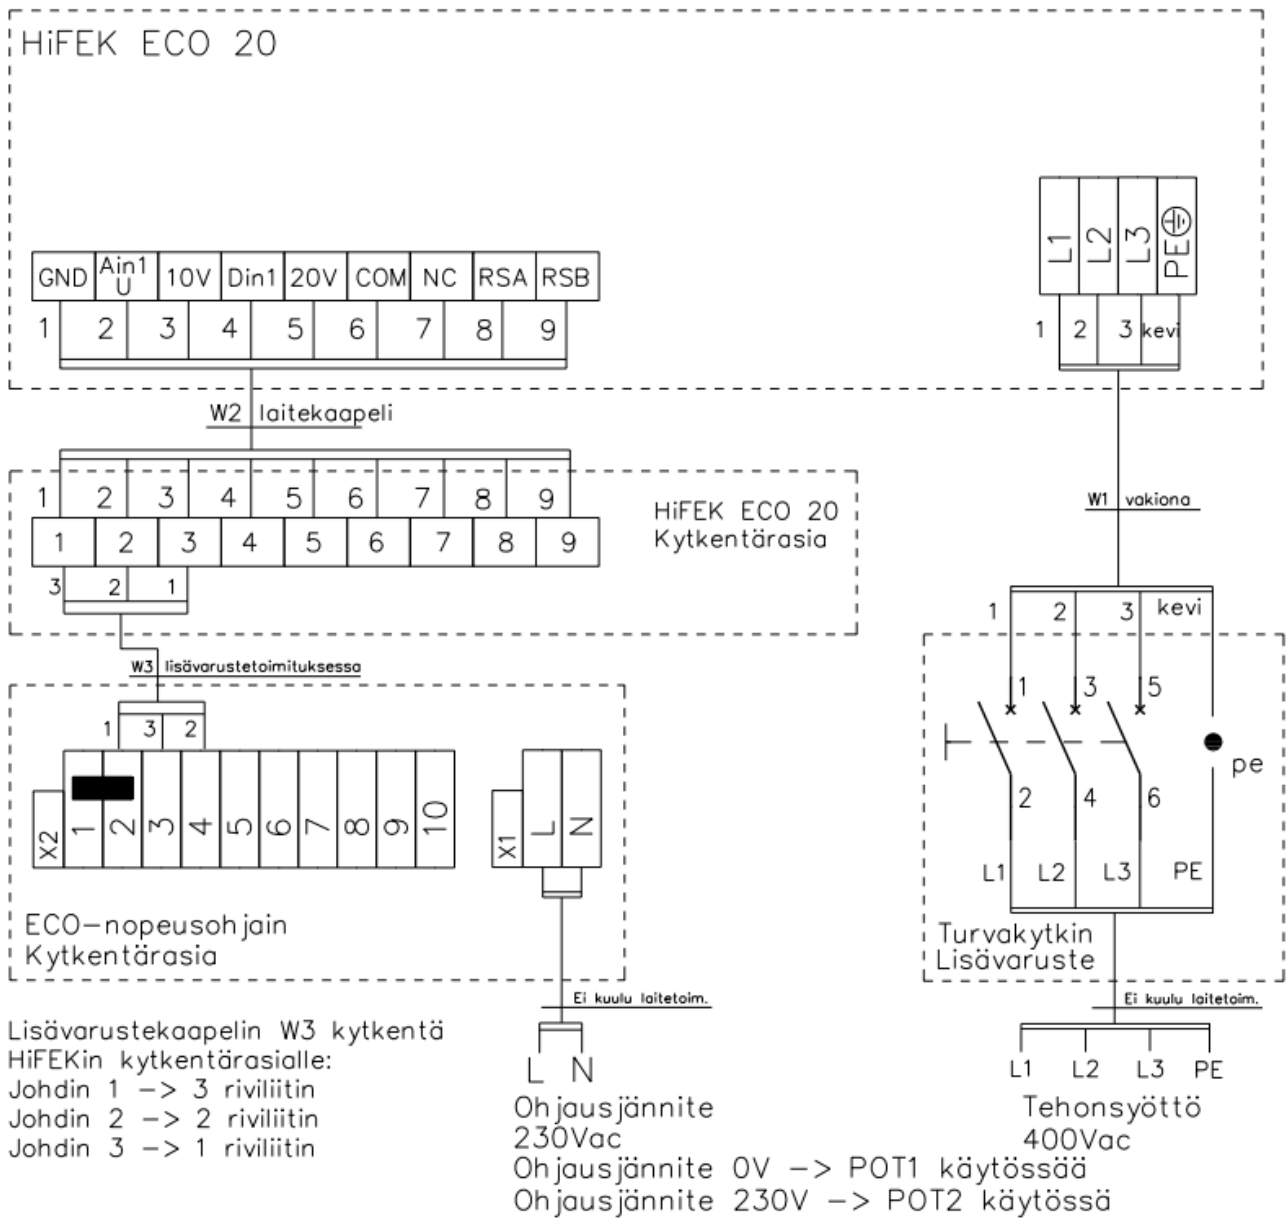 HiFEK ECO 20
L1 L2 L3 PE
GND Ain1 U 10V Din1 20V COM NC RSA RSB
1 2 3 4 5 6 7 8 9
1 2 3 kevi
W2 laitekaapeli
1 2 3 4 5 6 7 8 9
1 2 3 4 5 6 7 8 9
3 2 1
HiFEK ECO 20
Kytkentärasia
W1 vakiona
W3 lisävarustetoimituksessa
1 3 2
X2 1 2 3 4 5 6 7 8 9 10
X1 L N
ECO-nopeusohjain
Kytkentärasia
1 2 3 kevi
1 3 5
pe
2 4 6
L1 L2 L3 PE
Turvakytkin
Lisävaruste
Ei kuulu laitetoim.
Ei kuulu laitetoim.
Lisävarustekaapelin W3 kytkentä
HiFEKin kytkentärasialle:
Johdin 1 -> 3 riviliitin
Johdin 2 -> 2 riviliitin
Johdin 3 -> 1 riviliitin
L N
Ohjausjännite
230Vac
Ohjausjännite 0V -> POT1 käytössää
Ohjausjännite 230V -> POT2 käytössä
L1 L2 L3 PE
Tehonsyöttö
400Vac